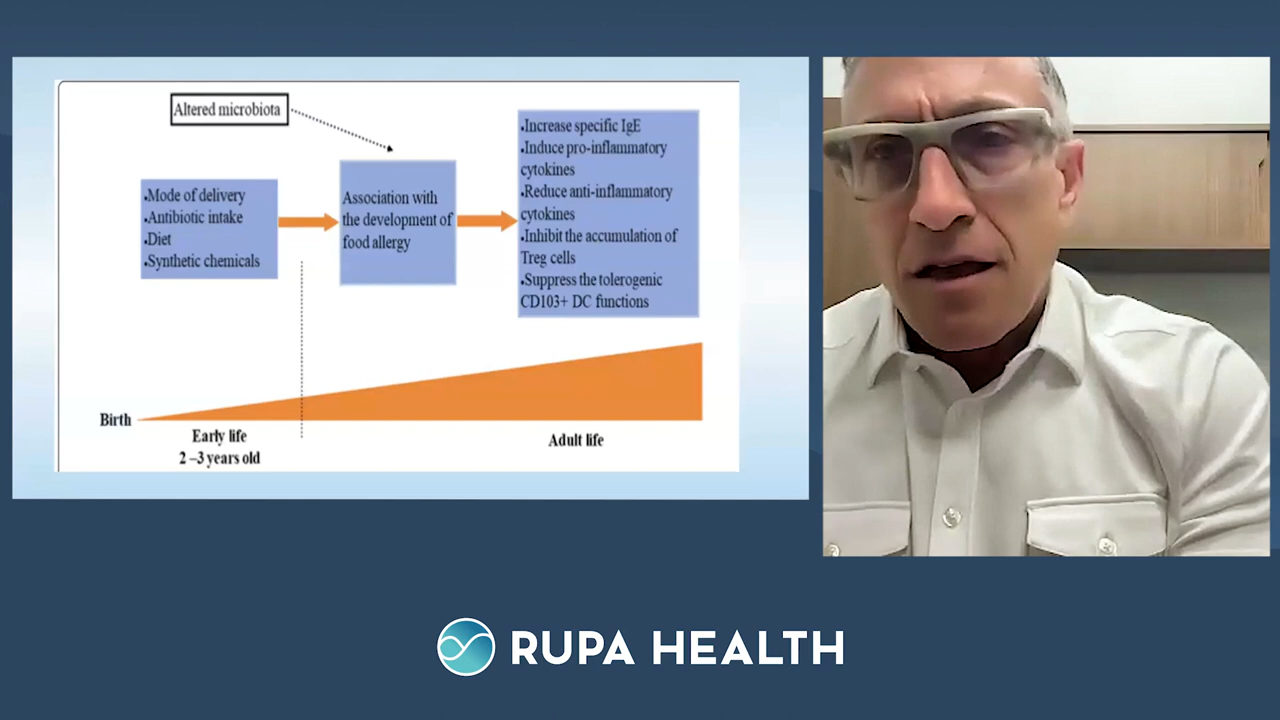 Altered microbiota
•Mode of delivery
•Antibiotic intake
•Diet
•Synthetic chemicals
Association with
the development of
food allergy
•Increase specific IgE
•Induce pro-inflammatory
cytokines
•Reduce anti-inflammatory
cytokines
•Inhibit the accumulation of
Treg cells
•Suppress the tolerogenic
CD103+ DC functions
Birth
Early life
2 –3 years old
Adult life
RUPA HEALTH